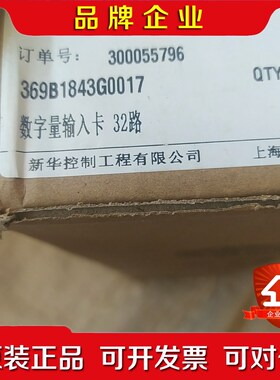 品牌企业
订单号: 300055796
369B1843G0017
QTY
数字量输入卡 32路
新华控制工程有限公司
上海
企业
原装正品 可开发票 可对